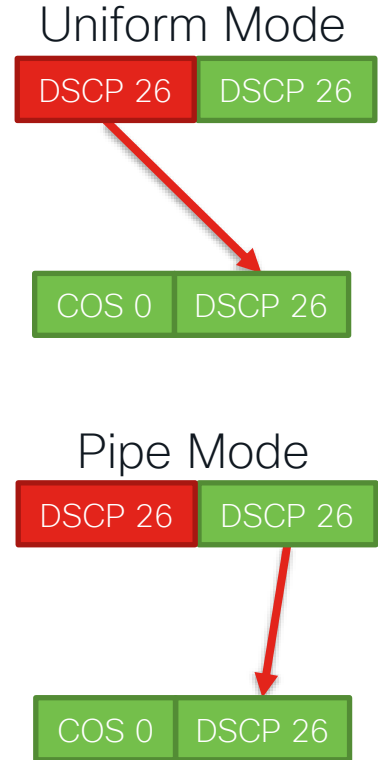 Uniform Mode
DSCP 26 DSCP 26
COS 0 DSCP 26
Pipe Mode
DSCP 26 DSCP 26
COS 0 DSCP 26